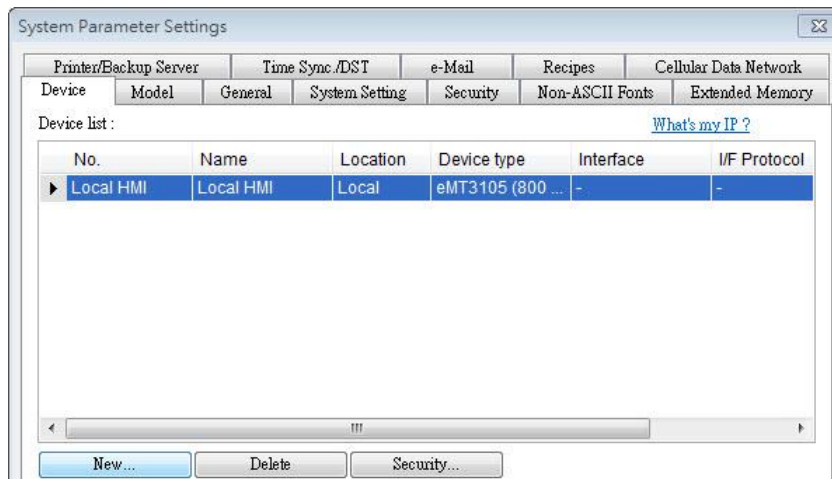 System Parameter Settings
Printer/Backup Server Time Sync./DST e-Mail Recipes Cellular Data Network
Device Model General System Setting Security Non-ASCII Fonts Extended Memory
Device list : What's my IP ?
No. Name Location Device type Interface I/F Protocol
Local HMI Local HMI Local eMT3105 (800 ... - -
New... Delete Security...